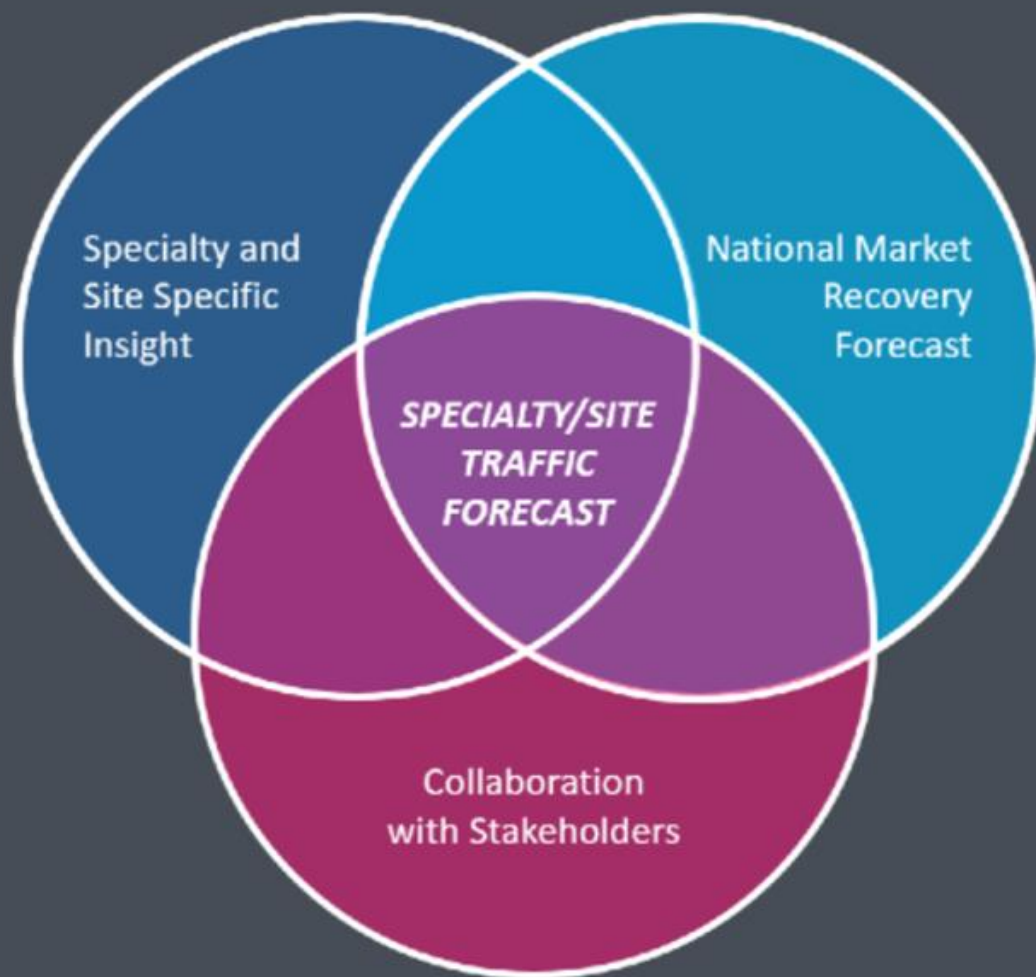 Specialty and
Site Specific
Insight
National Market
Recovery
Forecast
SPECIALTY/SITE
TRAFFIC
FORECAST
Collaboration
with Stakeholders